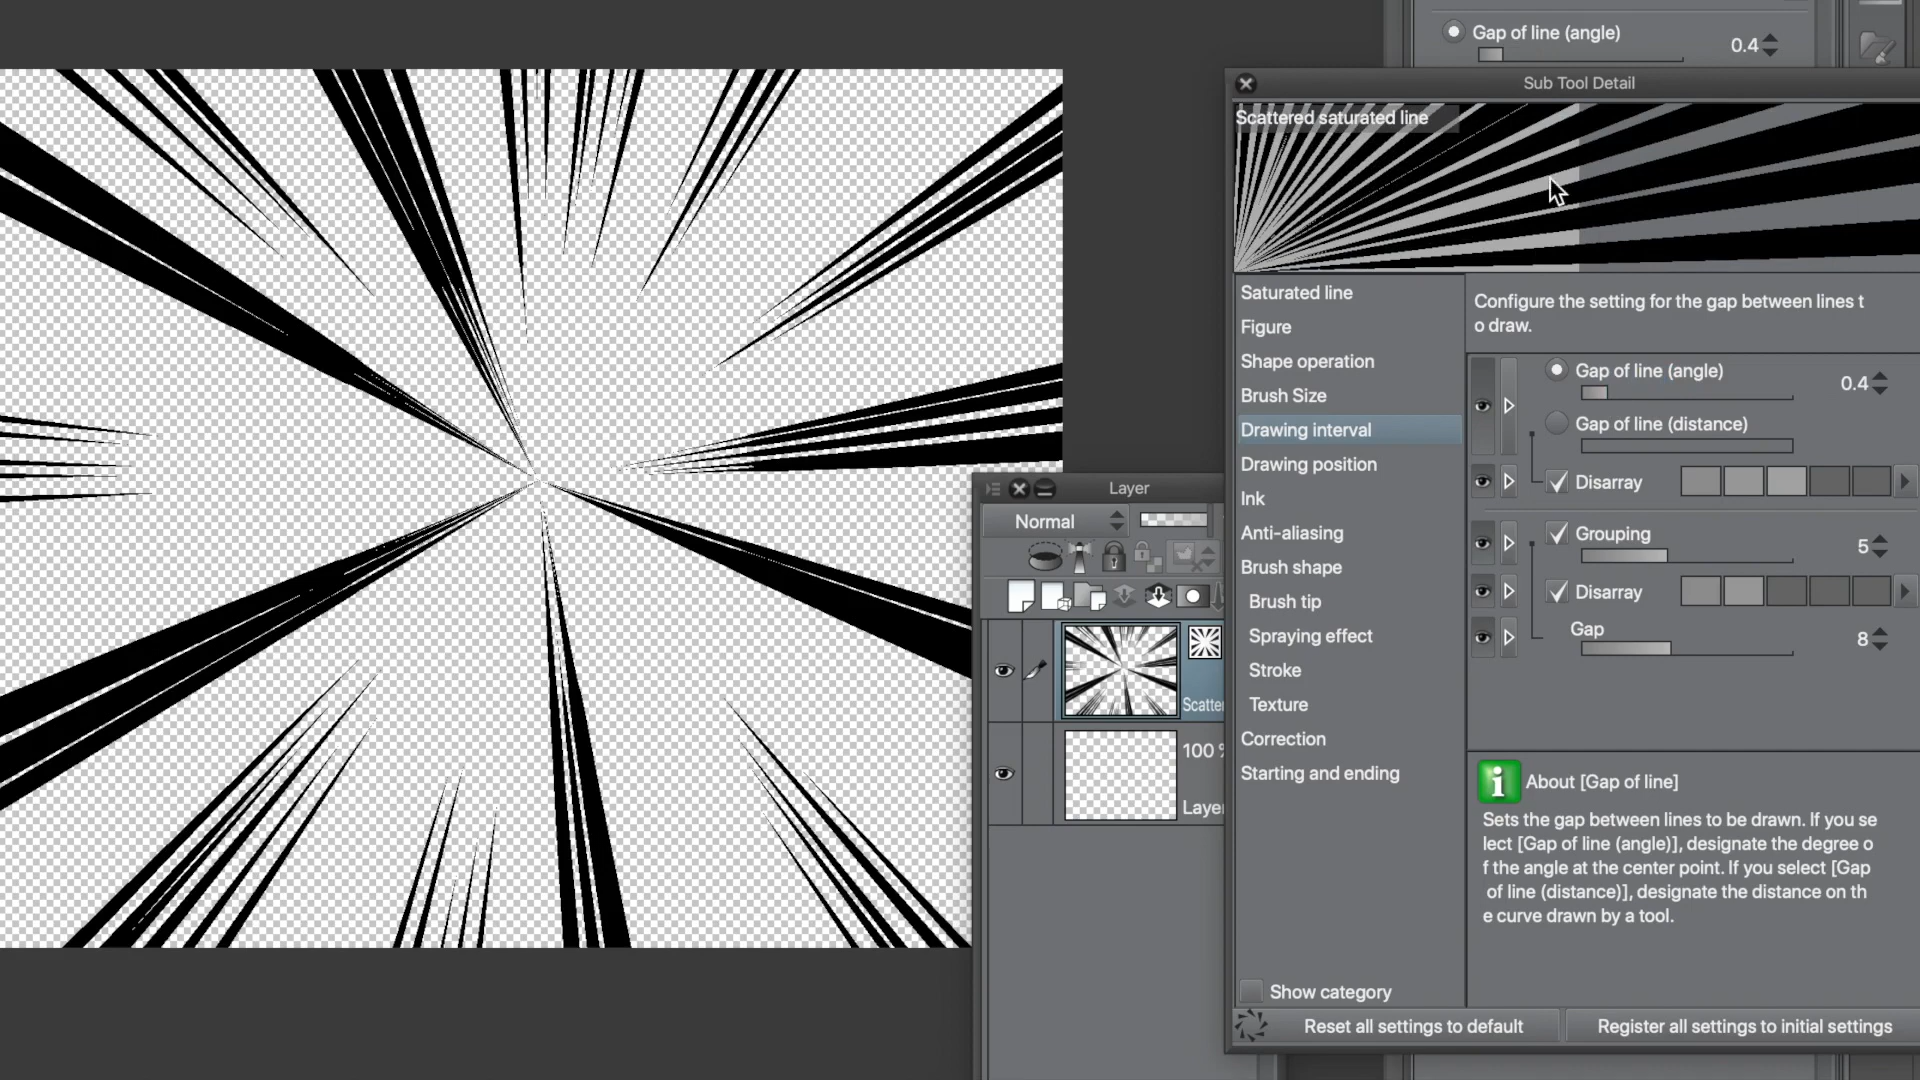 Gap of line (angle)
0.4
Sub Tool Detail
Scattered saturated line
Saturated line
Figure
Shape operation
Brush Size
Drawing interval
Drawing position
Ink
Anti-aliasing
Brush shape
Brush tip
Spraying effect
Stroke
Texture
Correction
Starting and ending
Show category
Configure the setting for the gap between lines t
o draw.
Gap of line (angle)
0.4
Gap of line (distance)
Disarray
Grouping
5
Disarray
Gap
8
About [Gap of line]
Sets the gap between lines to be drawn. If you se
lect [Gap of line (angle)], designate the degree o
f the angle at the center point. If you select [Gap
of line (distance)], designate the distance on th
e curve drawn by a tool.
Reset all settings to default
Register all settings to initial settings
Layer
Normal
Scatte
100 %
Laye